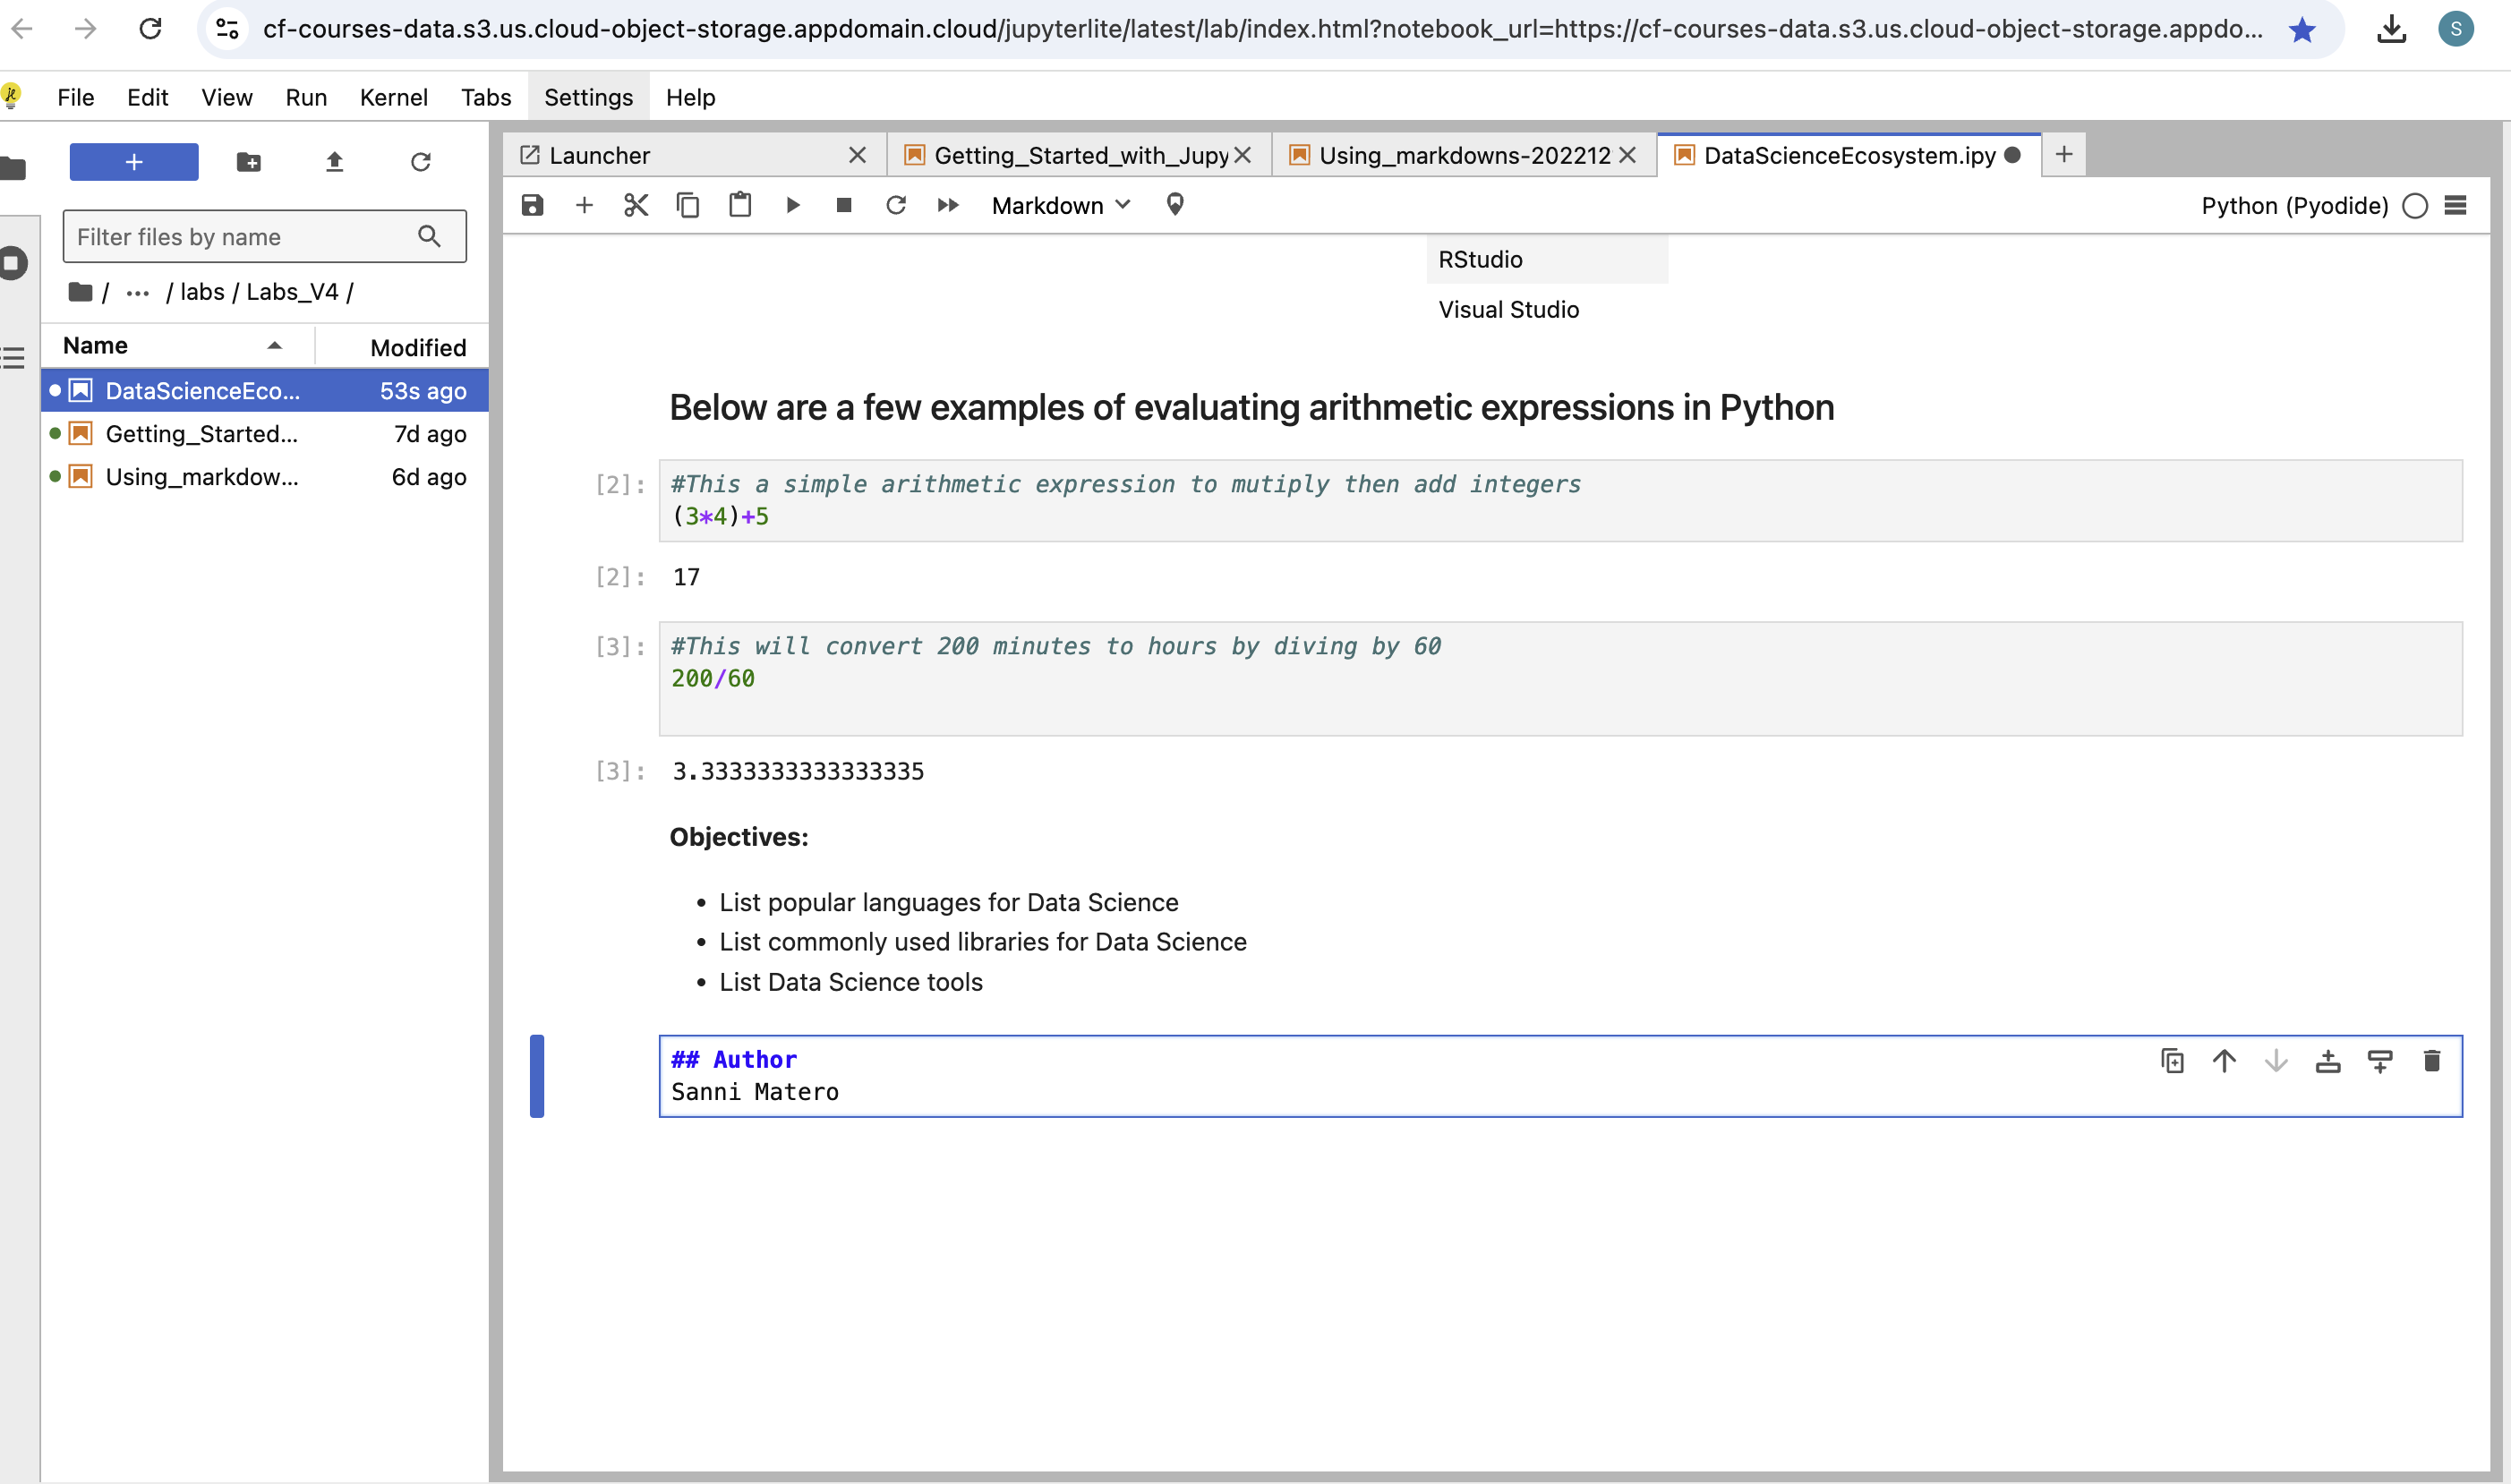 cf-courses-data.s3.us.cloud-object-storage.appdomain.cloud/jupyterlite/latest/lab/index.html?notebook_url=https://cf-courses-data.s3.us.cloud-object-storage.appdo...
S
File Edit View Run Kernel Tabs Settings Help
+
Filter files by name
/ ... / labs / Labs_V4 /
Name Modified
DataScienceEco... 53s ago
Getting_Started... 7d ago
Using_markdow... 6d ago
Launcher Getting_Started_with_Jupy Using_markdowns-202212 DataScienceEcosystem.ipy
Markdown Python (Pyodide)
RStudio
Visual Studio
Below are a few examples of evaluating arithmetic expressions in Python
[2]: #This a simple arithmetic expression to mutiply then add integers
(3*4)+5
[2]: 17
[3]: #This will convert 200 minutes to hours by diving by 60
200/60
[3]: 3.3333333333333335
Objectives:
• List popular languages for Data Science
• List commonly used libraries for Data Science
• List Data Science tools
## Author
Sanni Matero